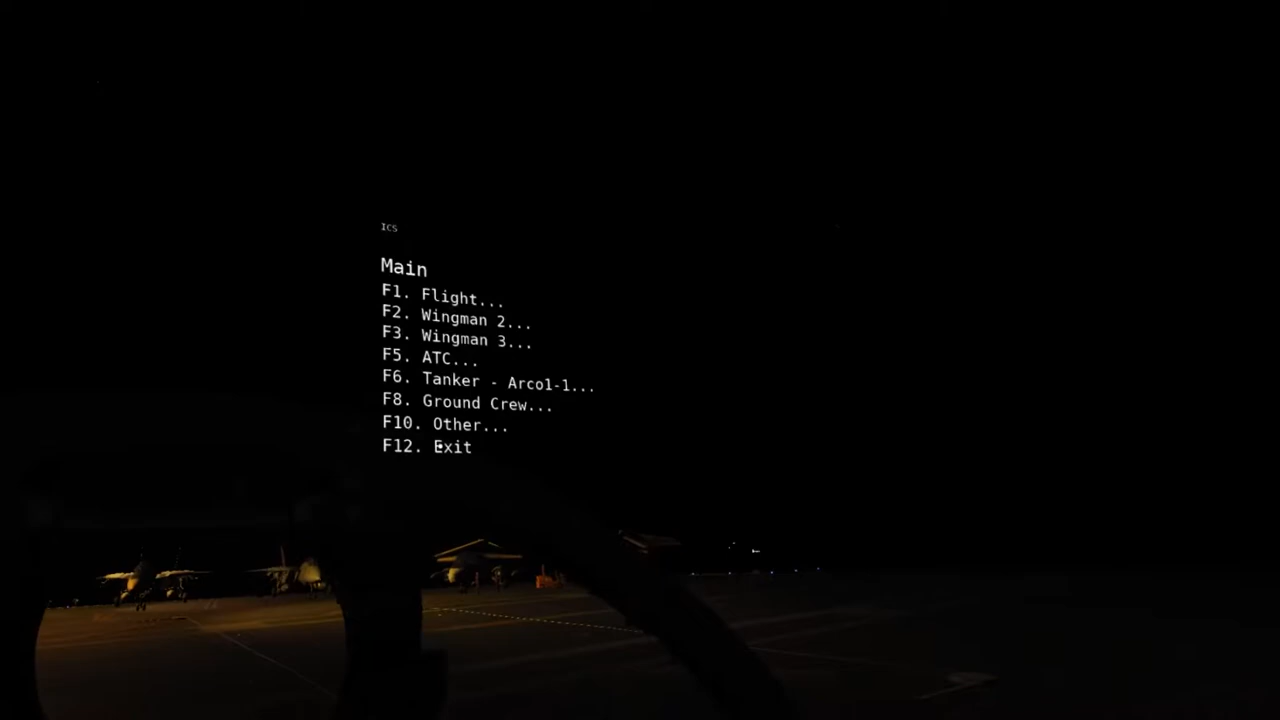 ICS
Main
F1. Flight...
F2. Wingman 2...
F3. Wingman 3...
F5. ATC...
F6. Tanker - Arco1-1...
F8. Ground Crew...
F10. Other...
F12. Exit